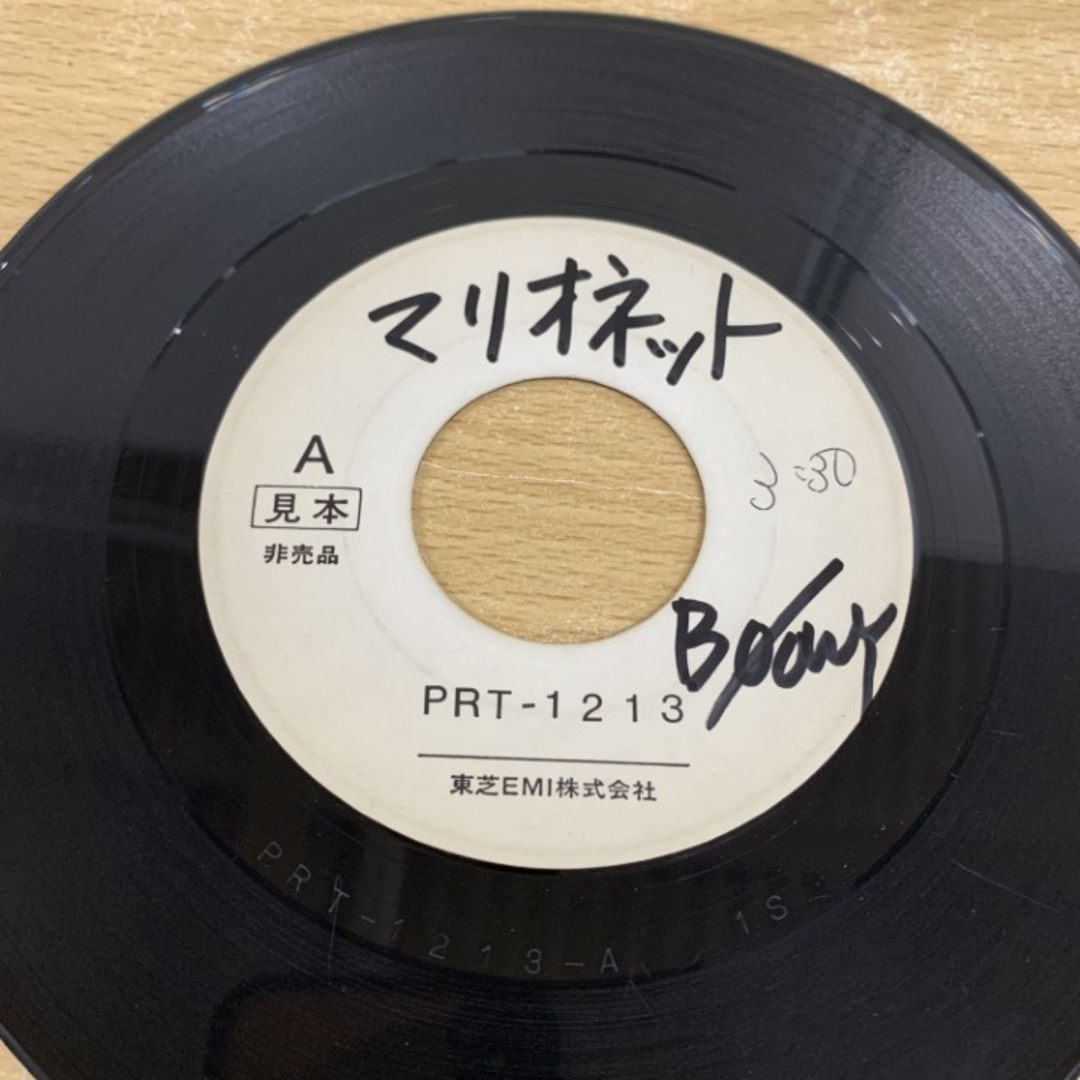 マリオネット
A
見本
非売品
3:30
BOØWY
PRT-1213
東芝EMI株式会社
PRT-1213-A 1S